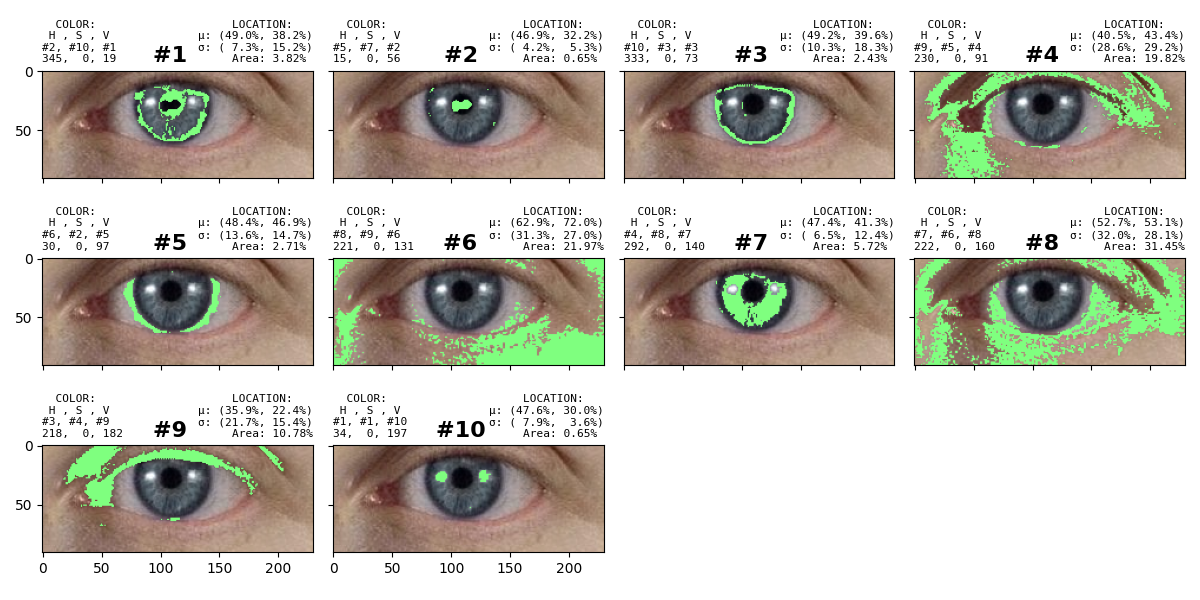 COLOR: LOCATION: COLOR: LOCATION: COLOR: LOCATION: COLOR: LOCATION:
H , S , V μ: (49.0%, 38.2%) H , S , V μ: (46.9%, 32.2%) H , S , V μ: (49.2%, 39.6%) H , S , V μ: (40.5%, 43.4%)
#2, #10, #1 #1 σ: ( 7.3%, 15.2%) #5, #7, #2 #2 σ: ( 4.2%, 5.3%) #10, #3, #3 #3 σ: (10.3%, 18.3%) #9, #5, #4 #4 σ: (28.6%, 29.2%)
345, 0, 19 Area: 3.82% 15, 0, 56 Area: 0.65% 333, 0, 73 Area: 2.43% 230, 0, 91 Area: 19.82%
0
50
COLOR: LOCATION: COLOR: LOCATION: COLOR: LOCATION: COLOR: LOCATION:
H , S , V μ: (48.4%, 46.9%) H , S , V μ: (62.9%, 72.0%) H , S , V μ: (47.4%, 41.3%) H , S , V μ: (52.7%, 53.1%)
#6, #2, #5 #5 σ: (13.6%, 14.7%) #8, #9, #6 #6 σ: (31.3%, 27.0%) #4, #8, #7 #7 σ: ( 6.5%, 12.4%) #7, #6, #8 #8 σ: (32.0%, 28.1%)
30, 0, 97 Area: 2.71% 221, 0, 131 Area: 21.97% 292, 0, 140 Area: 5.72% 222, 0, 160 Area: 31.45%
0
50
COLOR: LOCATION: COLOR: LOCATION:
H , S , V μ: (35.9%, 22.4%) H , S , V μ: (47.6%, 30.0%)
#3, #4, #9 #9 σ: (21.7%, 15.4%) #1, #1, #10 #10 σ: ( 7.9%, 3.6%)
218, 0, 182 Area: 10.78% 34, 0, 197 Area: 0.65%
0
50
0 50 100 150 200 0 50 100 150 200